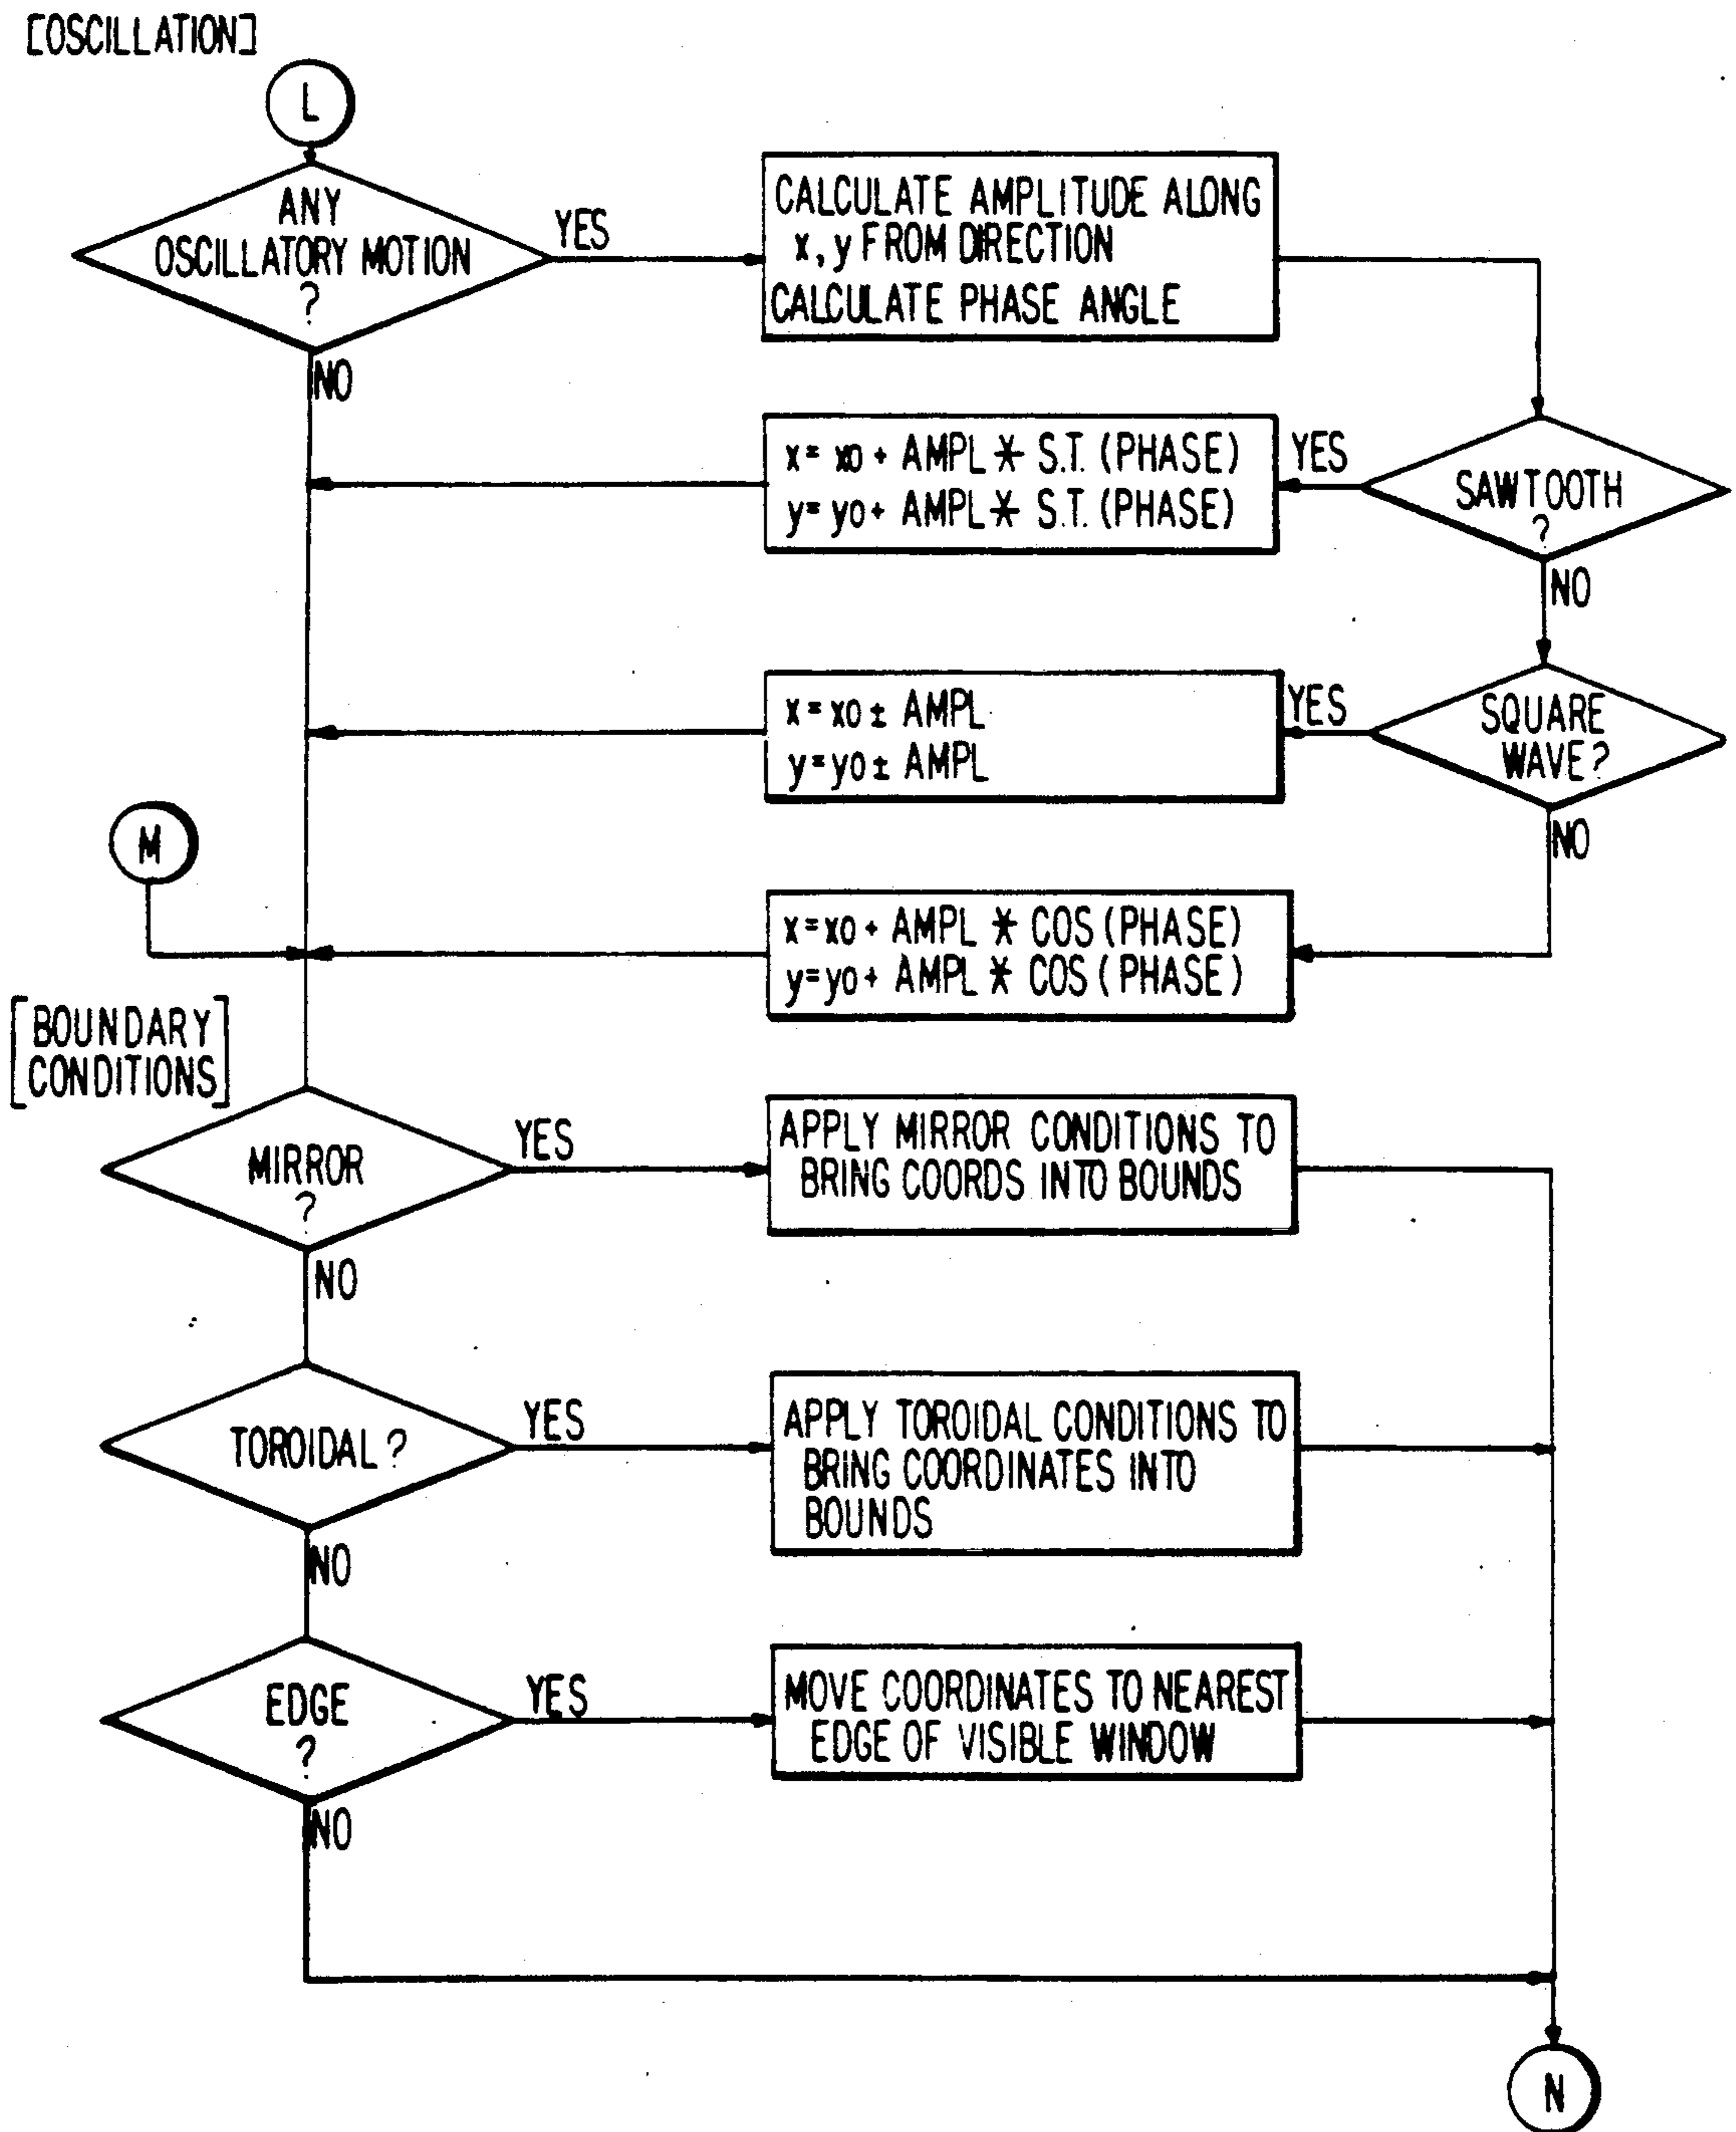 [OSCILLATION]
L
ANY
OSCILLATORY MOTION
?
YES
CALCULATE AMPLITUDE ALONG
x, y FROM DIRECTION
CALCULATE PHASE ANGLE
NO
x = x0 + AMPL * S.T. (PHASE)
y = y0 + AMPL * S.T. (PHASE)
YES
SAWTOOTH
?
NO
x = x0 ± AMPL
y = y0 ± AMPL
YES
SQUARE
WAVE?
NO
M
x = x0 + AMPL * COS (PHASE)
y = y0 + AMPL * COS (PHASE)
[BOUNDARY
CONDITIONS]
MIRROR
?
YES
APPLY MIRROR CONDITIONS TO
BRING COORDS INTO BOUNDS
NO
TOROIDAL?
YES
APPLY TOROIDAL CONDITIONS TO
BRING COORDINATES INTO
BOUNDS
NO
EDGE
?
YES
MOVE COORDINATES TO NEAREST
EDGE OF VISIBLE WINDOW
NO
N